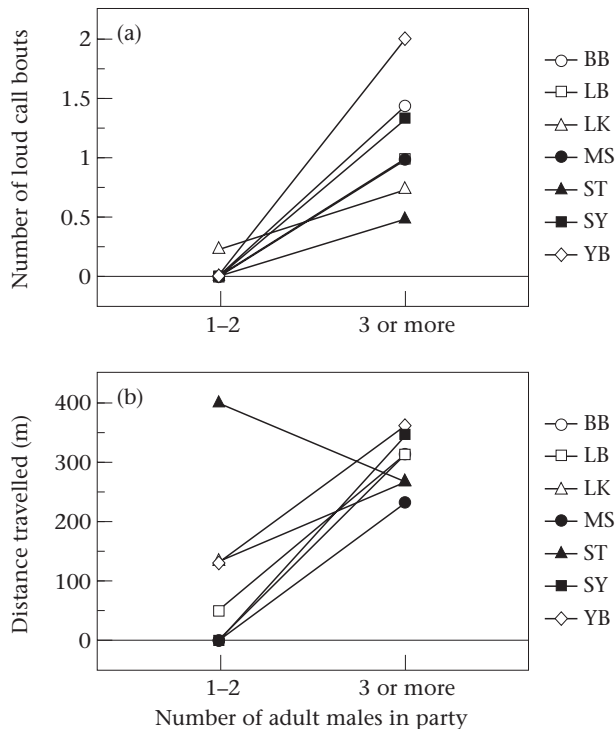 (a)
Number of loud call bouts
2
1.5
1
0.5
0
1–2
3 or more
BB
LB
LK
MS
ST
SY
YB
(b)
Distance travelled (m)
400
300
200
100
0
1–2
3 or more
Number of adult males in party
BB
LB
LK
MS
ST
SY
YB